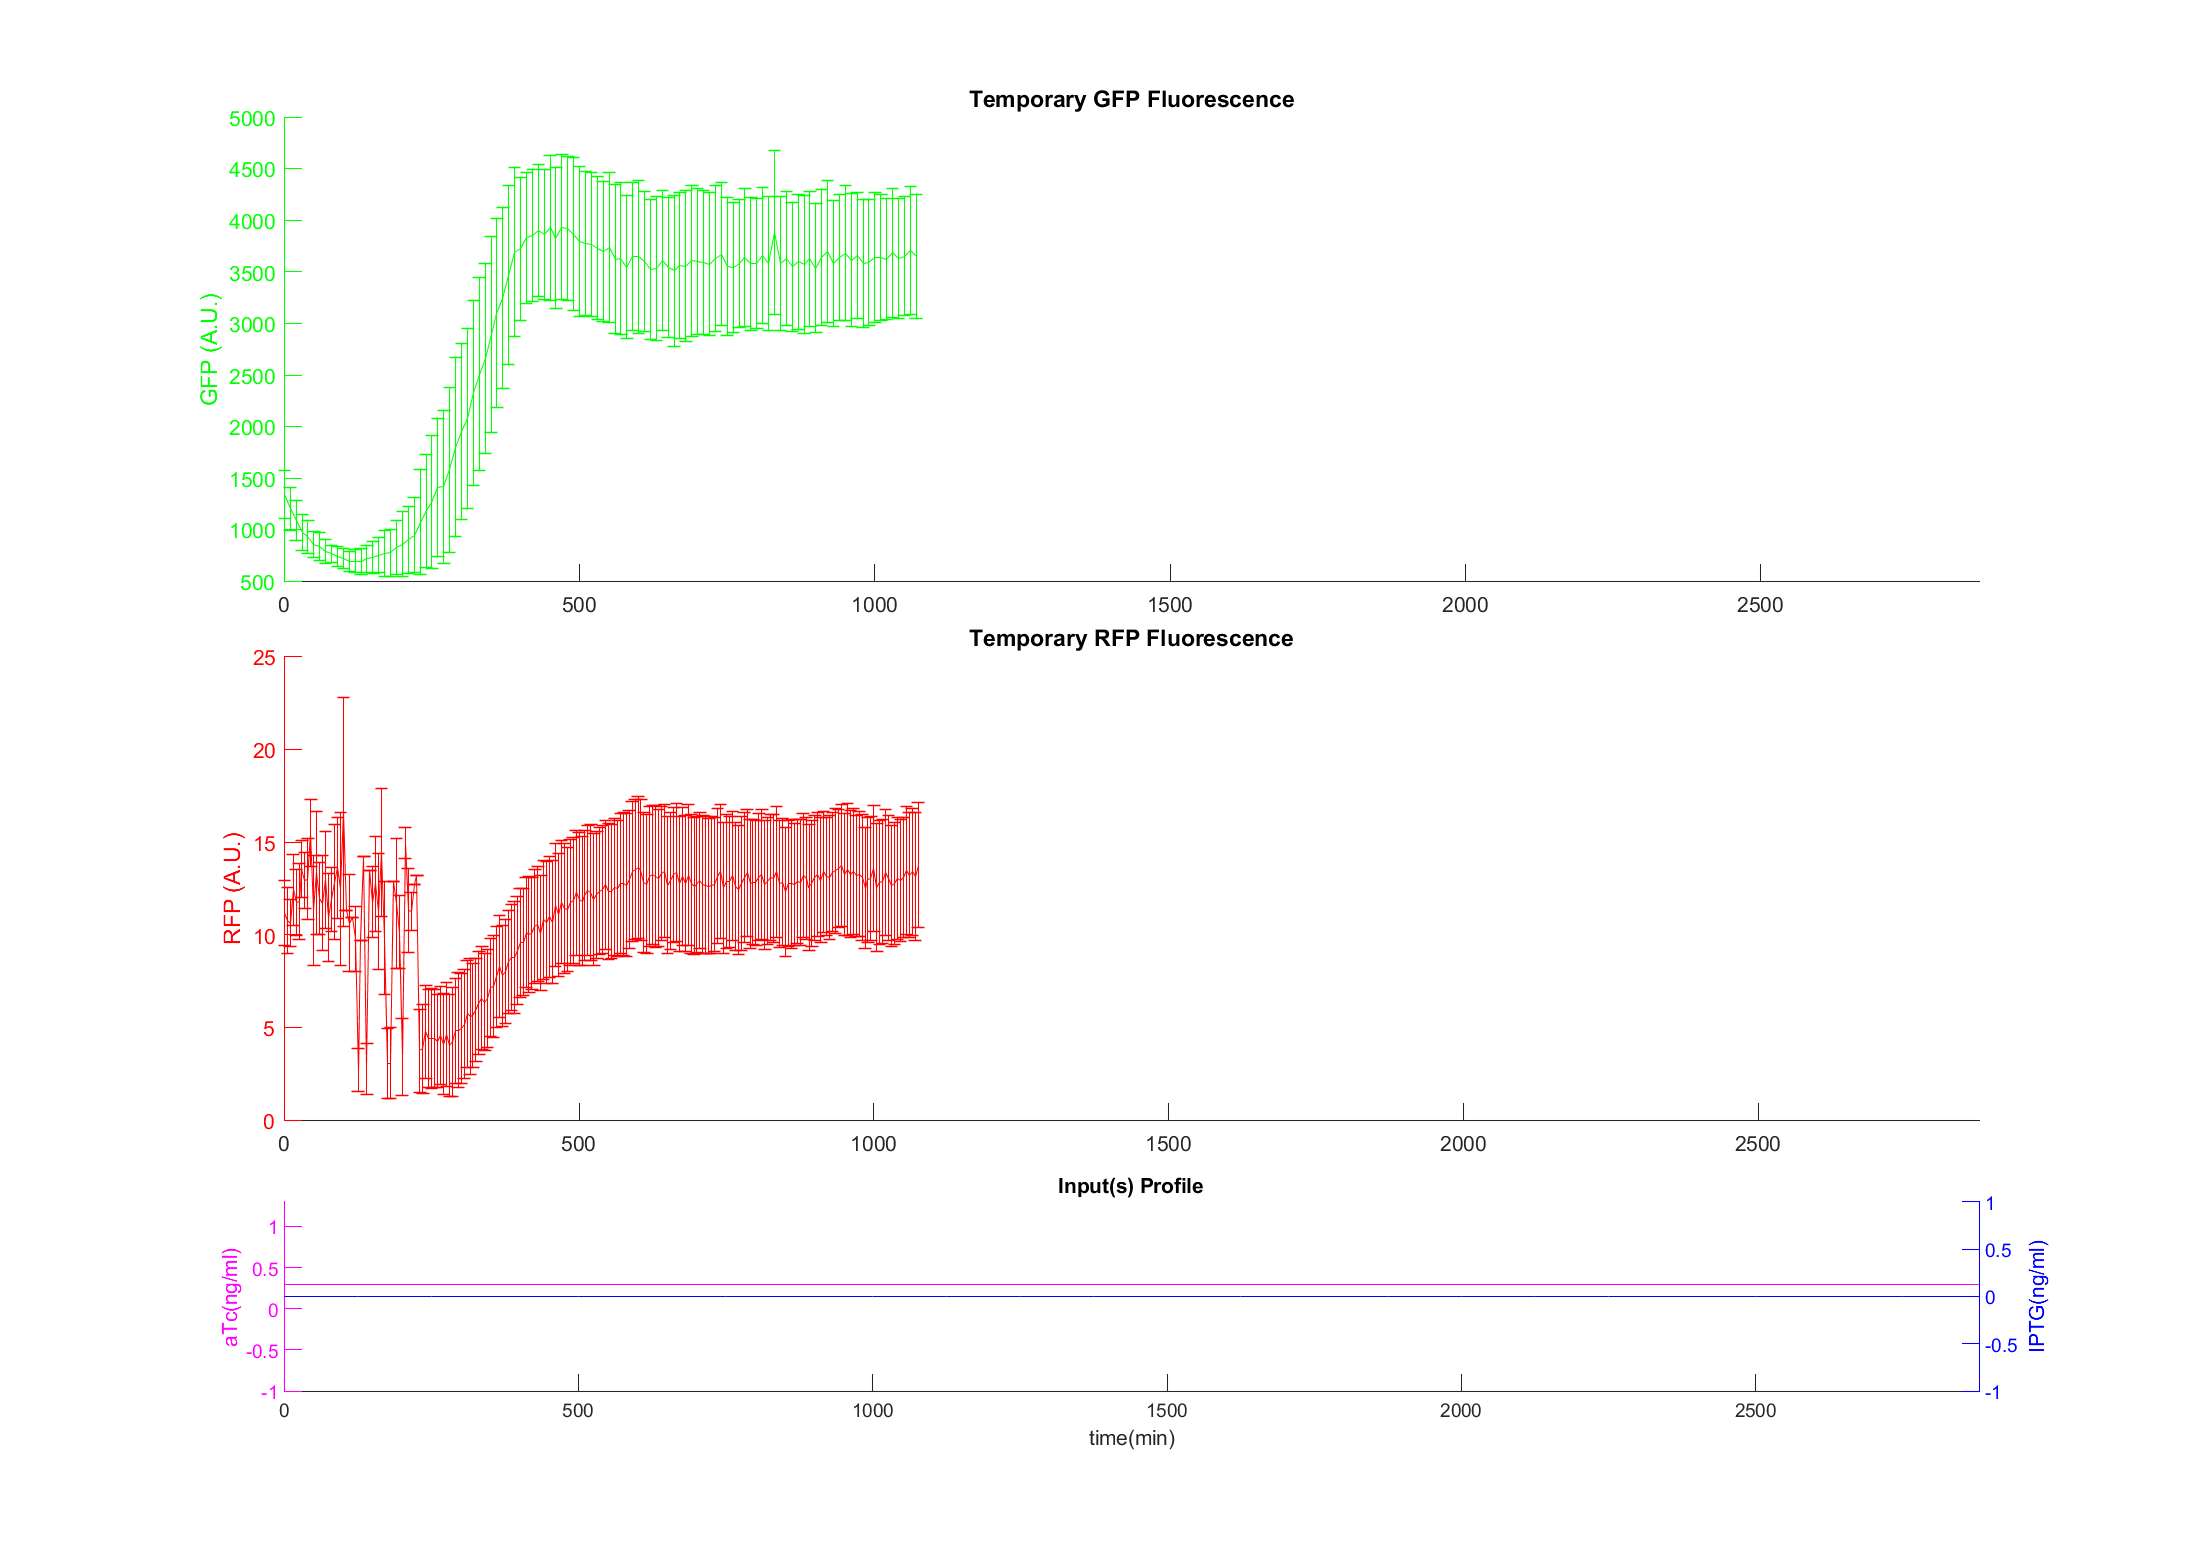 Temporary GFP Fluorescence
5000
4500
4000
3500
3000
2500
2000
1500
1000
500
GFP (A.U.)
0 500 1000 1500 2000 2500
Temporary RFP Fluorescence
25
20
15
10
5
0
RFP (A.U.)
0 500 1000 1500 2000 2500
Input(s) Profile
1
0.5
0
-0.5
-1
aTc(ng/ml)
1
0.5
0
-0.5
-1
IPTG(ng/ml)
0 500 1000 1500 2000 2500
time(min)